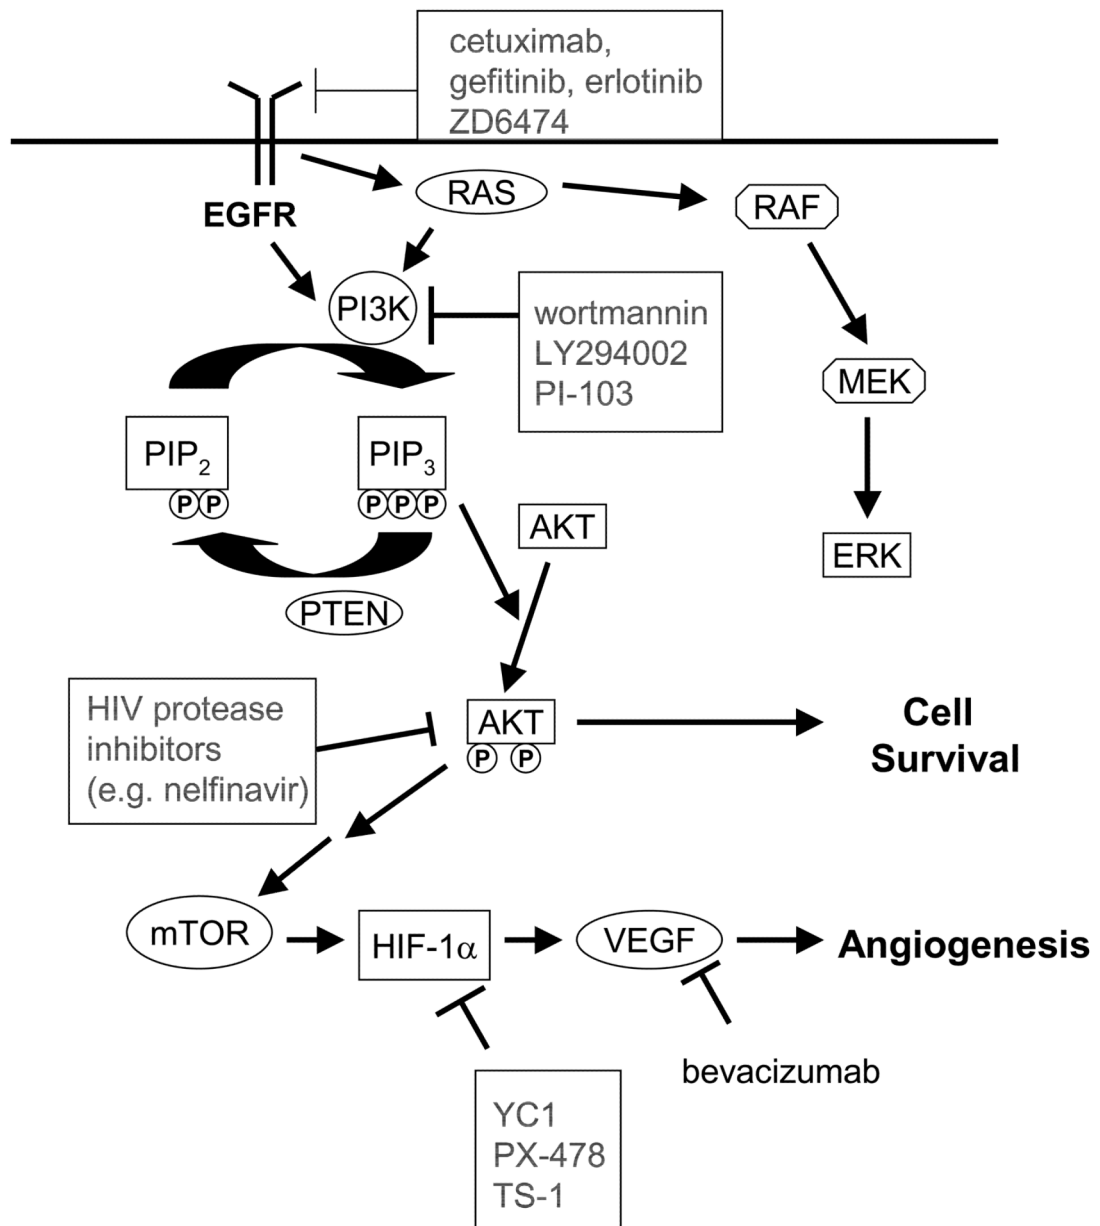 cetuximab,
gefitinib, erlotinib
ZD6474
EGFR
RAS
RAF
PI3K
wortmannin
LY294002
PI-103
MEK
PIP2
PIP3
P P
P P P
AKT
ERK
PTEN
HIV protease
inhibitors
(e.g. nelfinavir)
AKT
P P
Cell
Survival
mTOR
HIF-1α
VEGF
Angiogenesis
bevacizumab
YC1
PX-478
TS-1